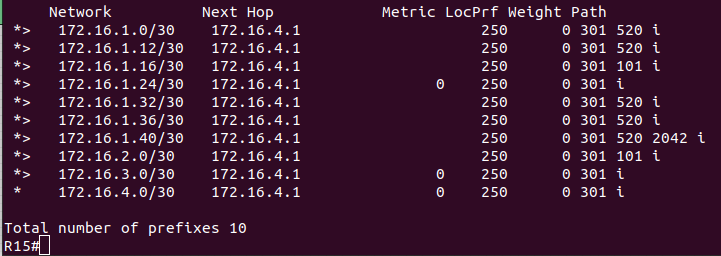 Network Next Hop Metric LocPrf Weight Path
*> 172.16.1.0/30 172.16.4.1 250 0 301 520 i
*> 172.16.1.12/30 172.16.4.1 250 0 301 520 i
*> 172.16.1.16/30 172.16.4.1 250 0 301 101 i
*> 172.16.1.24/30 172.16.4.1 0 250 0 301 i
*> 172.16.1.32/30 172.16.4.1 250 0 301 520 i
*> 172.16.1.36/30 172.16.4.1 250 0 301 520 i
*> 172.16.1.40/30 172.16.4.1 250 0 301 520 2042 i
*> 172.16.2.0/30 172.16.4.1 250 0 301 101 i
*> 172.16.3.0/30 172.16.4.1 0 250 0 301 i
* 172.16.4.0/30 172.16.4.1 0 250 0 301 i
Total number of prefixes 10
R15#